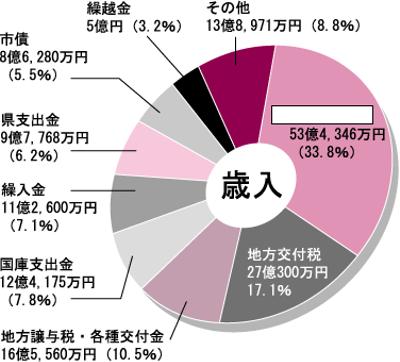 繰越金
5億円（3.2%）
その他
13億8,971万円（8.8%）
市債
8億6,280万円
（5.5%）
53億4,346万円
（33.8%）
県支出金
9億7,768万円
（6.2%）
歳入
繰入金
11億2,600万円
（7.1%）
地方交付税
27億300万円
17.1%
国庫支出金
12億4,175万円
（7.8%）
地方譲与税・各種交付金
16億5,560万円（10.5%）